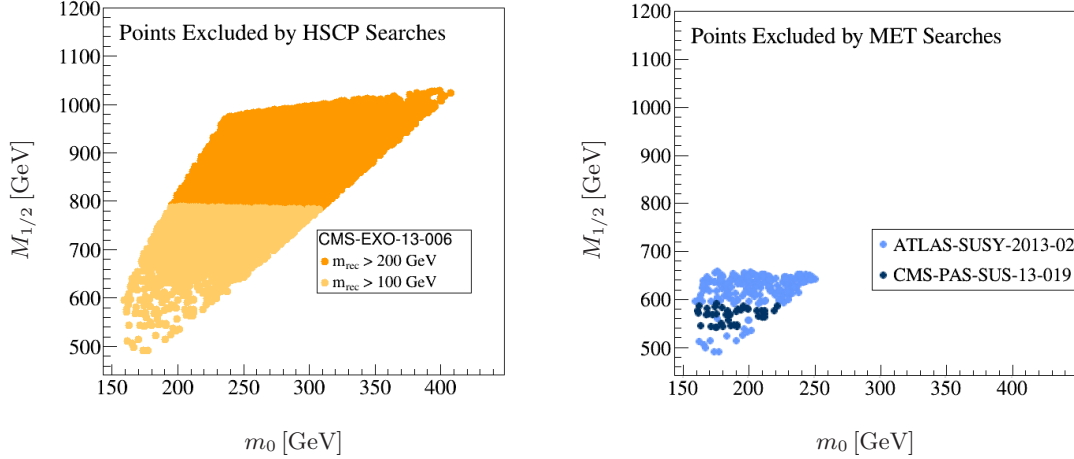 Points Excluded by HSCP Searches
1200
1100
1000
900
800
700
600
500
M1/2 [GeV]
CMS-EXO-13-006
mrec > 200 GeV
mrec > 100 GeV
150 200 250 300 350 400
m0 [GeV]
Points Excluded by MET Searches
1200
1100
1000
900
800
700
600
500
M1/2 [GeV]
ATLAS-SUSY-2013-02
CMS-PAS-SUS-13-019
150 200 250 300 350 400
m0 [GeV]